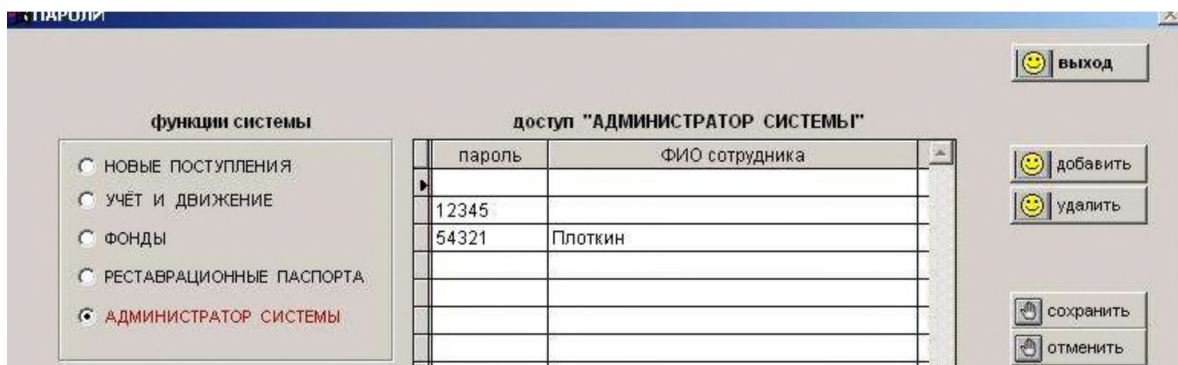 ПАРОЛИ
выход
функции системы
доступ "АДМИНИСТРАТОР СИСТЕМЫ"
НОВЫЕ ПОСТУПЛЕНИЯ
УЧЁТ И ДВИЖЕНИЕ
ФОНДЫ
РЕСТАВРАЦИОННЫЕ ПАСПОРТА
АДМИНИСТРАТОР СИСТЕМЫ
пароль ФИО сотрудника
12345
54321 Плоткин
добавить
удалить
сохранить
отменить